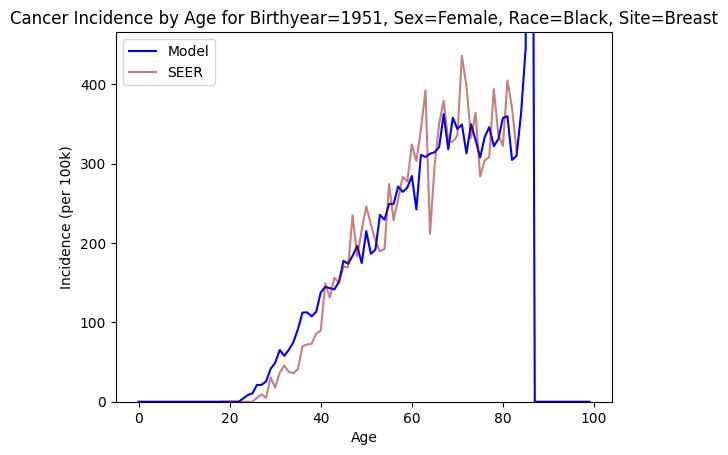 Cancer Incidence by Age for Birthyear=1951, Sex=Female, Race=Black, Site=Breast
Model
SEER
400
300
200
100
0
Incidence (per 100k)
0 20 40 60 80 100
Age